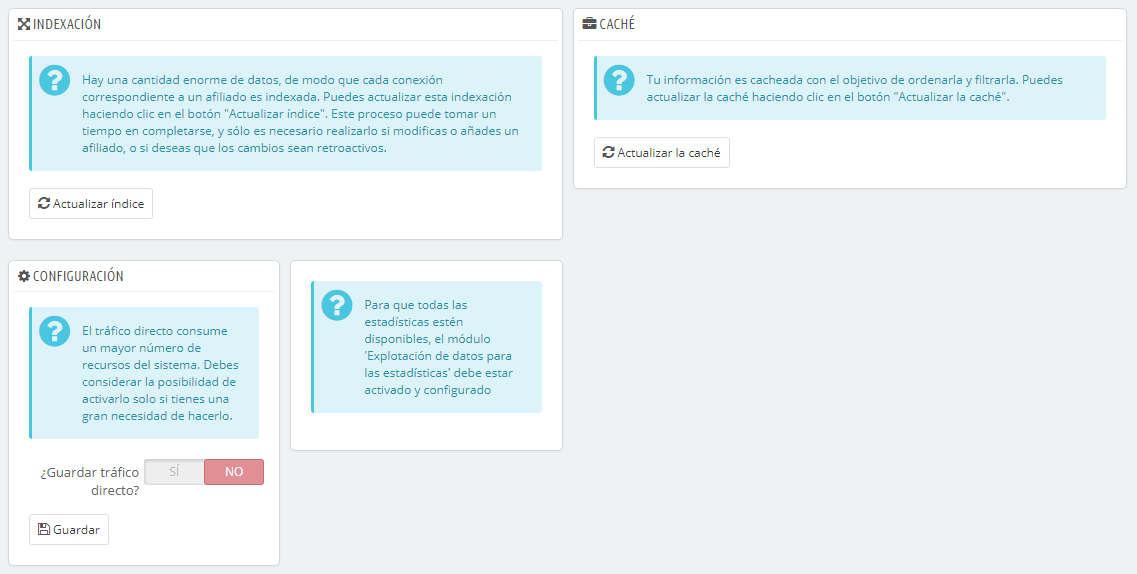 INDEXACIÓN
Hay una cantidad enorme de datos, de modo que cada conexión
correspondiente a un afiliado es indexada. Puedes actualizar esta indexación
haciendo clic en el botón "Actualizar índice". Este proceso puede tomar un
tiempo en completarse, y sólo es necesario realizarlo si modificas o añades un
afiliado, o si deseas que los cambios sean retroactivos.
Actualizar índice
CACHÉ
Tu información es cacheada con el objetivo de ordenarla y filtrarla. Puedes
actualizar la caché haciendo clic en el botón "Actualizar la caché".
Actualizar la caché
CONFIGURACIÓN
El tráfico directo consume
un mayor número de
recursos del sistema. Debes
considerar la posibilidad de
activarlo solo si tienes una
gran necesidad de hacerlo.
¿Guardar tráfico
directo?
SÍ
NO
Guardar
Para que todas las
estadísticas estén
disponibles, el módulo
'Explotación de datos para
las estadísticas' debe estar
activado y configurado